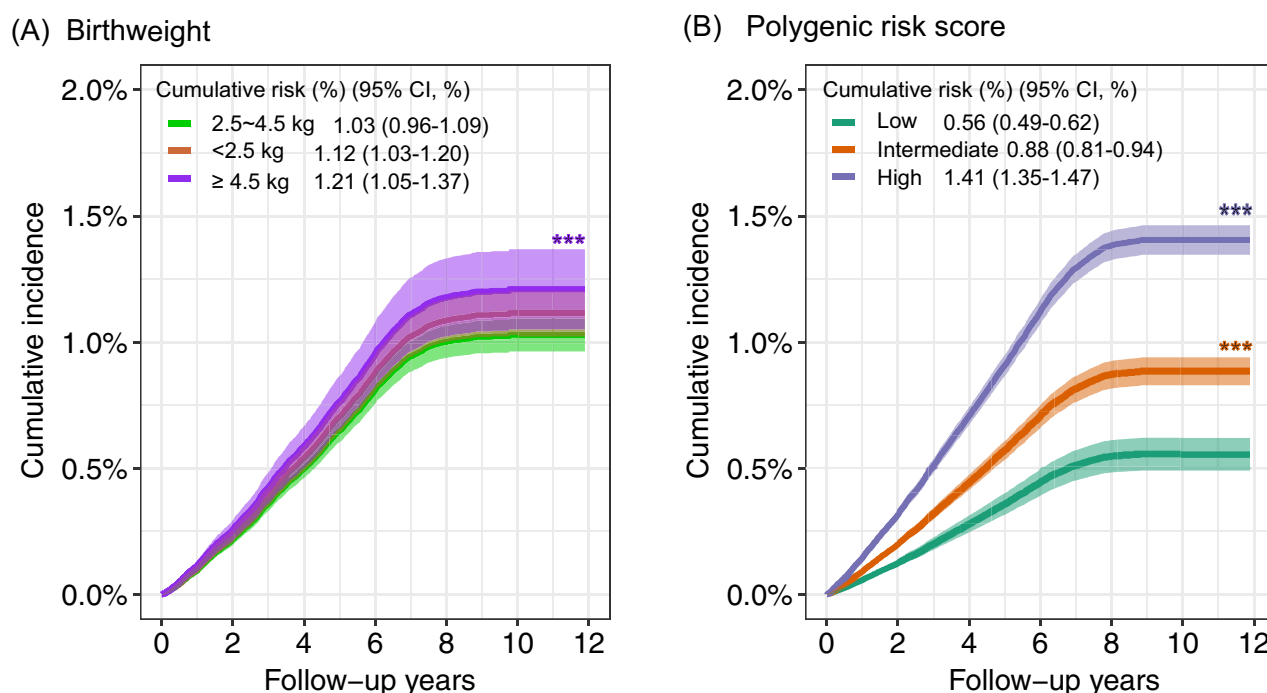 (A) Birthweight
Cumulative incidence
2.0%
1.5%
1.0%
0.5%
0.0%
Cumulative risk (%) (95% CI, %)
2.5~4.5 kg 1.03 (0.96-1.09)
<2.5 kg 1.12 (1.03-1.20)
≥ 4.5 kg 1.21 (1.05-1.37)
***
0 2 4 6 8 10 12
Follow-up years
(B) Polygenic risk score
Cumulative incidence
2.0%
1.5%
1.0%
0.5%
0.0%
Cumulative risk (%) (95% CI, %)
Low 0.56 (0.49-0.62)
Intermediate 0.88 (0.81-0.94)
High 1.41 (1.35-1.47)
***
***
0 2 4 6 8 10 12
Follow-up years